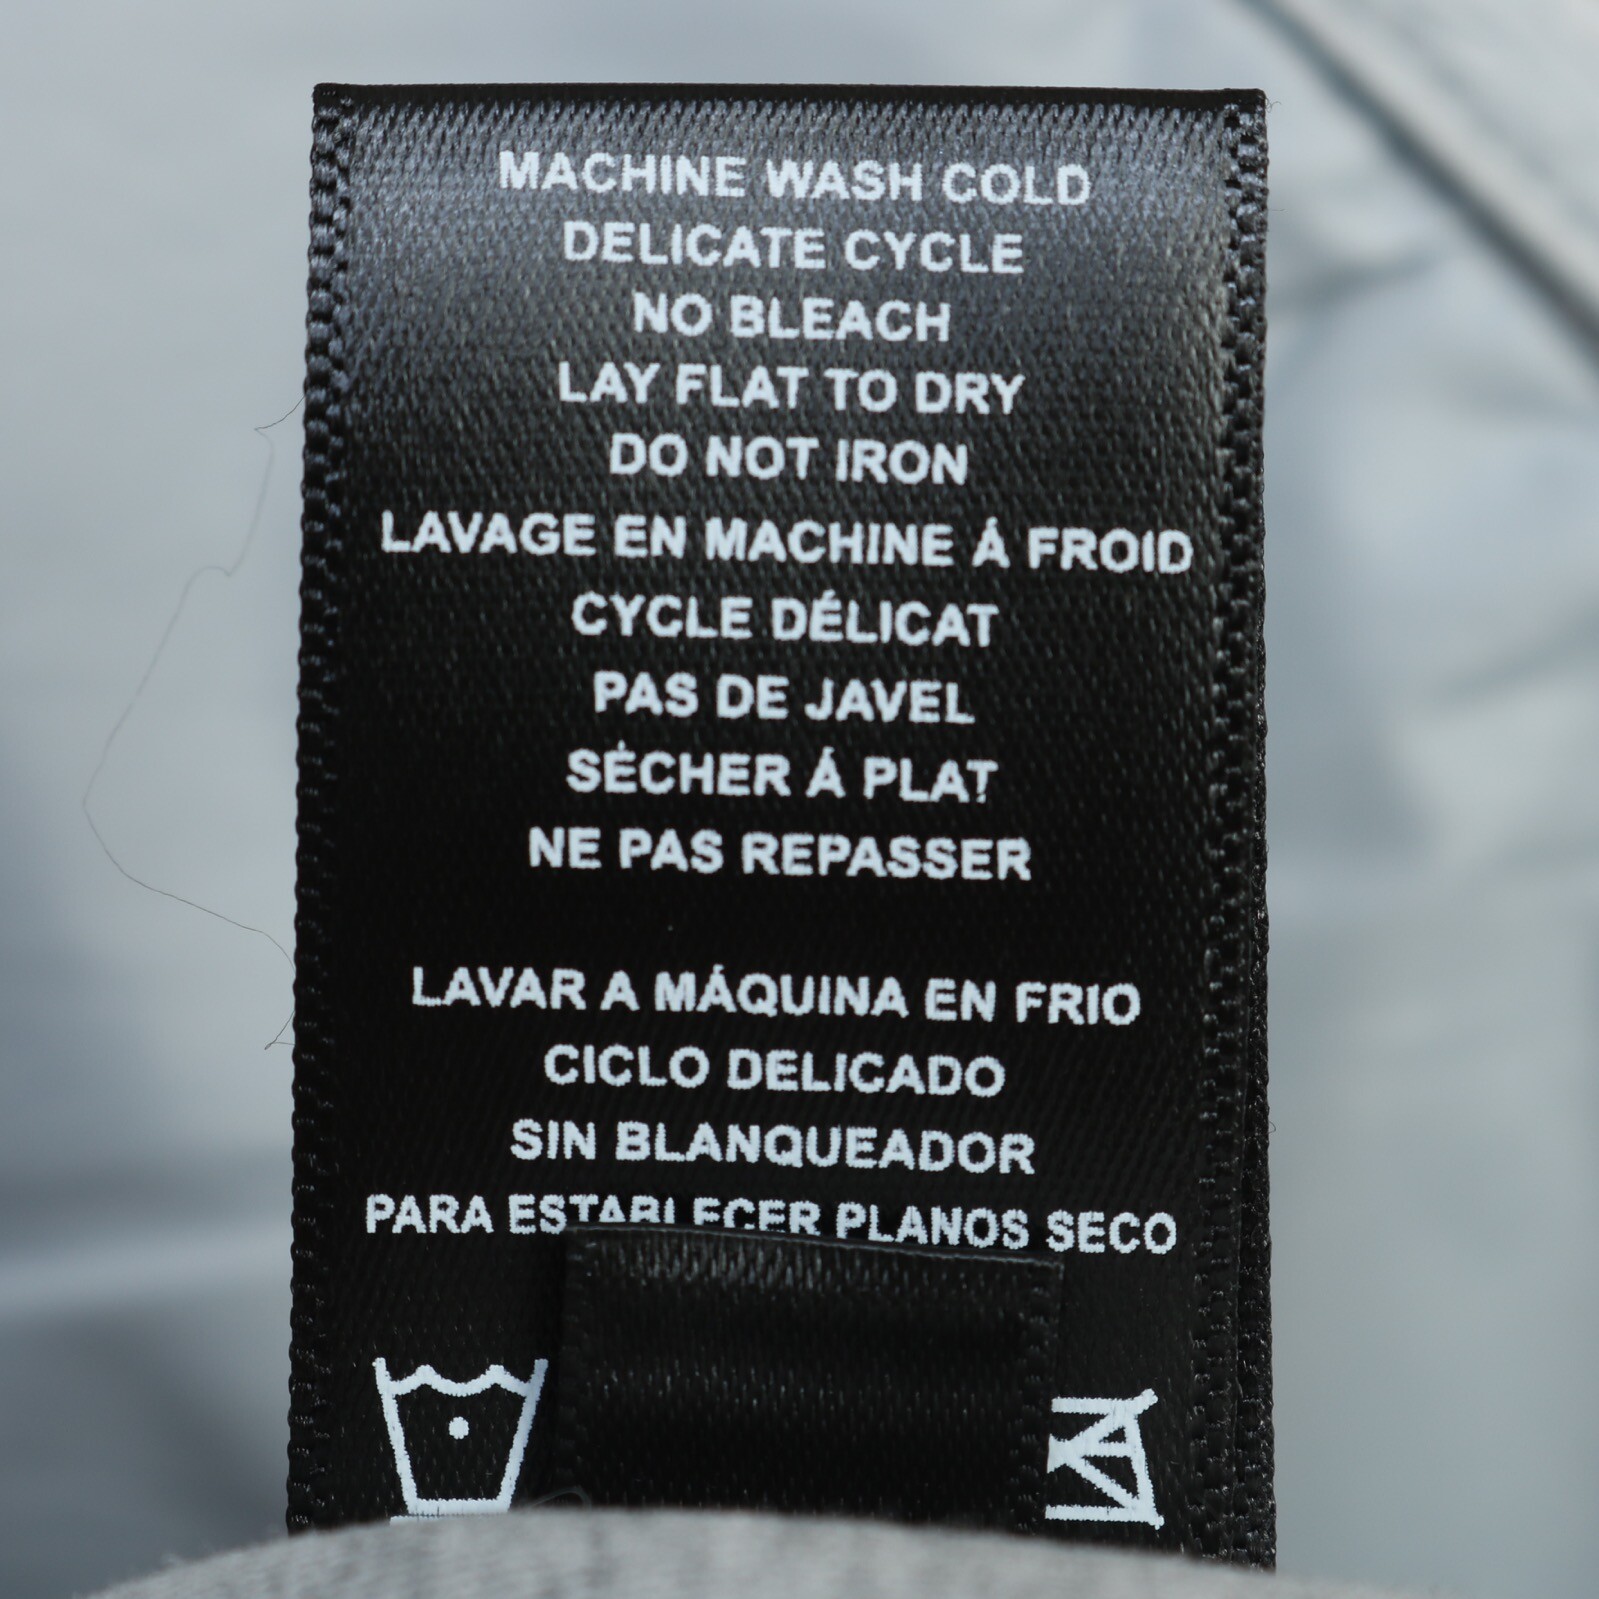 MACHINE WASH COLD
DELICATE CYCLE
NO BLEACH
LAY FLAT TO DRY
DO NOT IRON
LAVAGE EN MACHINE Á FROID
CYCLE DÉLICAT
PAS DE JAVEL
SÉCHER Á PLAT
NE PAS REPASSER
LAVAR A MÁQUINA EN FRIO
CICLO DELICADO
SIN BLANQUEADOR
PARA ESTABLECER PLANOS SECO